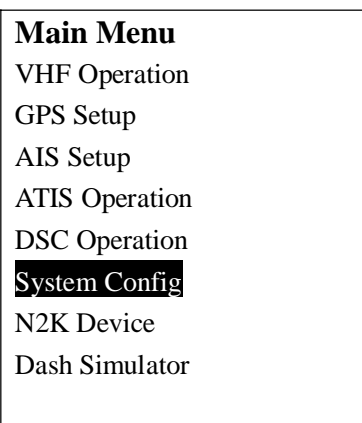 Main Menu
VHF Operation
GPS Setup
AIS Setup
ATIS Operation
DSC Operation
System Config
N2K Device
Dash Simulator